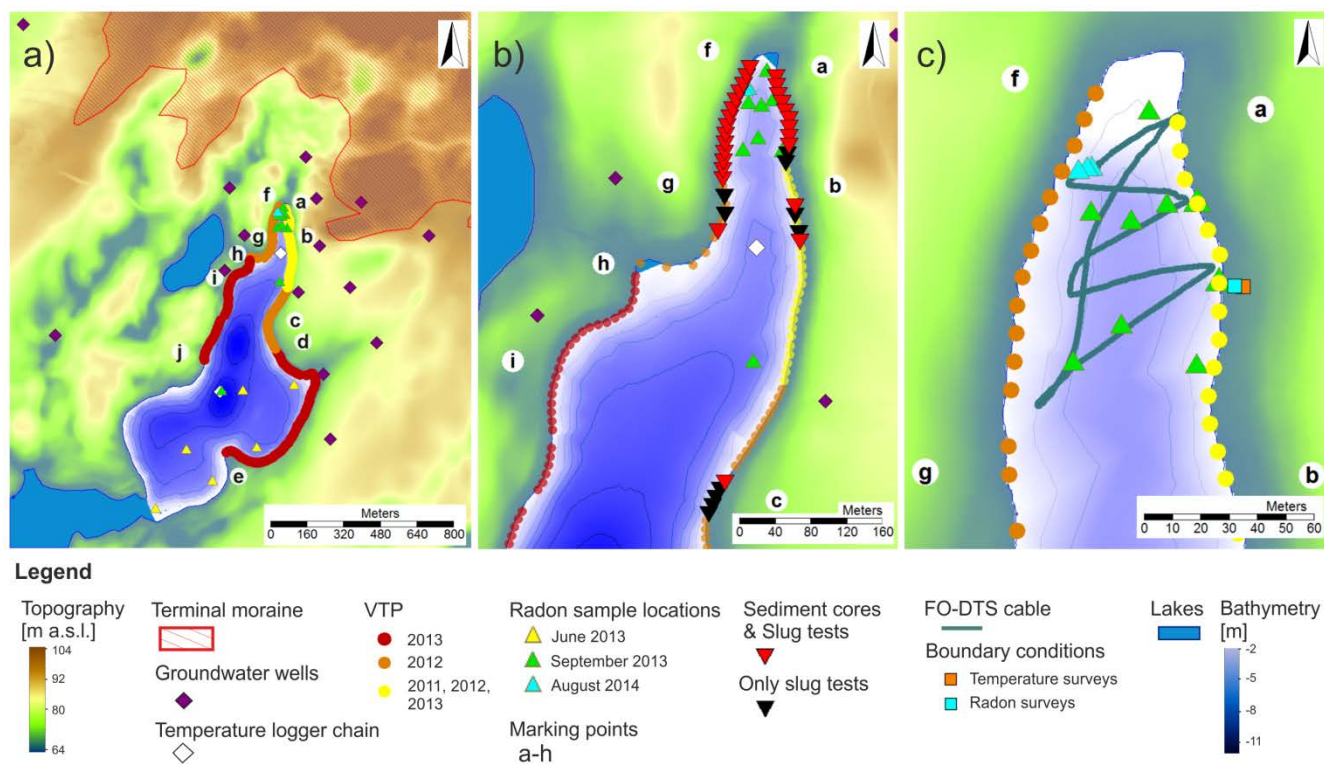 a)
f
a
g
b
h
i
c
d
j
e
Meters
0 160 320 480 640 800
b)
f
a
g
b
h
i
c
Meters
0 40 80 120 160
c)
f
a
g
b
Meters
0 10 20 30 40 50 60
Legend
Topography
[m a.s.l.]
104
92
80
64
Terminal moraine
Groundwater wells
Temperature logger chain
VTP
2013
2012
2011, 2012,
2013
Radon sample locations
June 2013
September 2013
August 2014
Marking points
a-h
Sediment cores
& Slug tests
Only slug tests
FO-DTS cable
Boundary conditions
Temperature surveys
Radon surveys
Lakes
Bathymetry
[m]
-2
-5
-8
-11